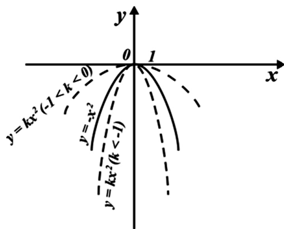 y
0 1
x
y = kx² (-1 < k < 0)
y = -x²
y = kx² (k < -1)